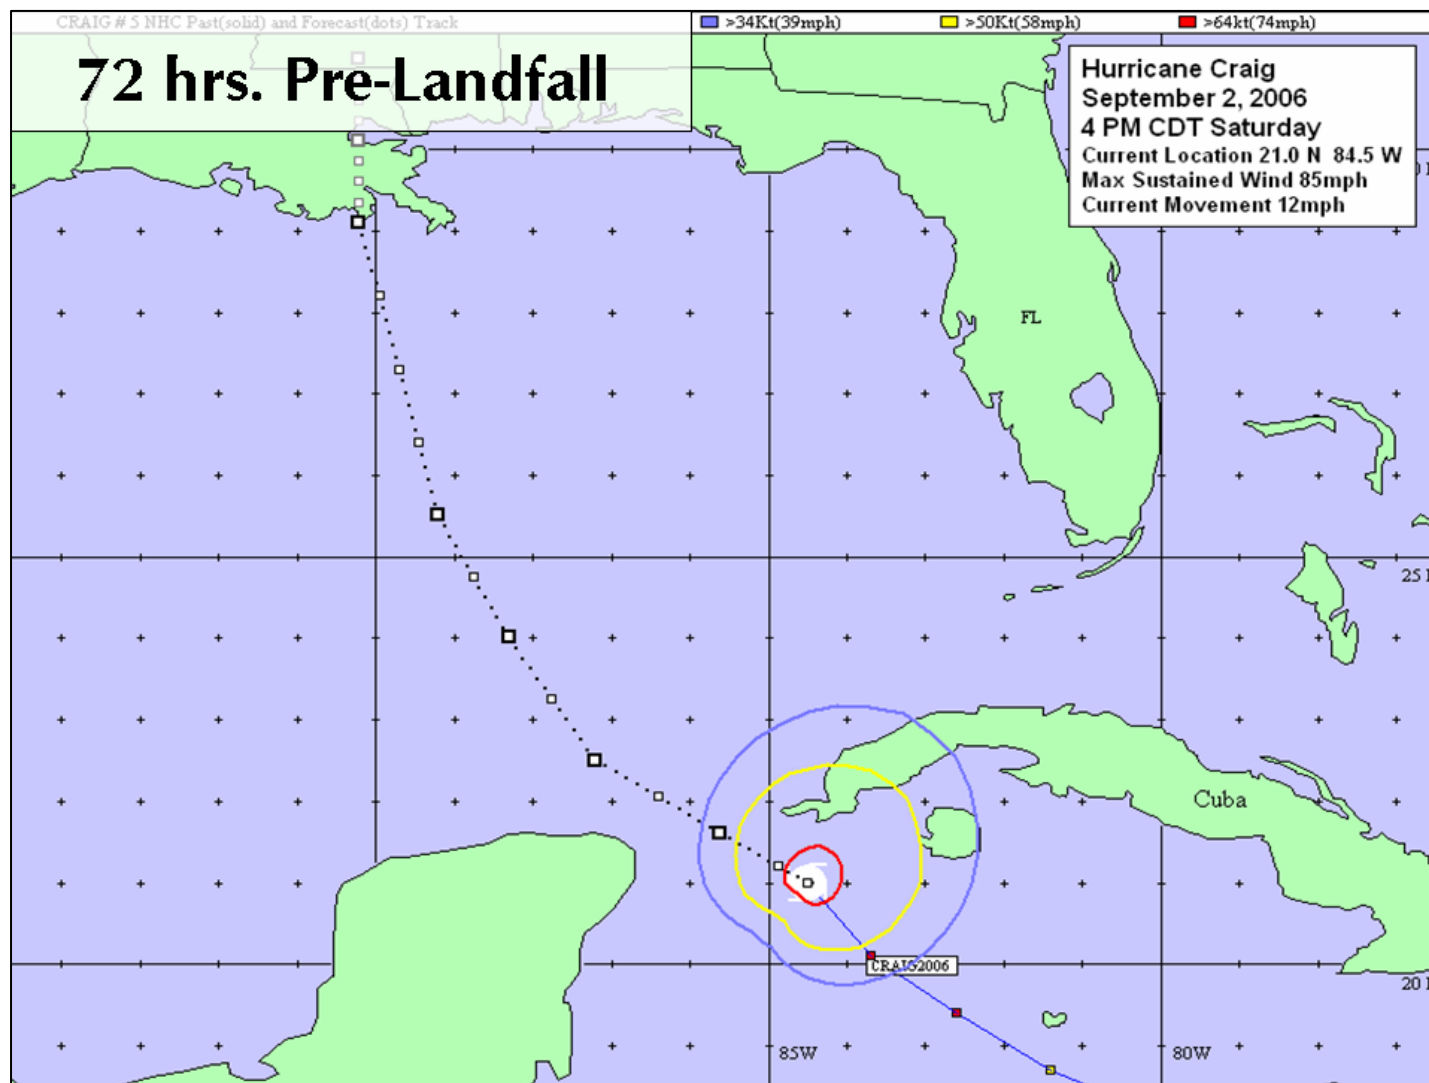 CRAIG # 5 NHC Past(solid) and Forecast(dots) Track
>34Kt(39mph)
>50Kt(58mph)
>64kt(74mph)
72 hrs. Pre-Landfall
Hurricane Craig
September 2, 2006
4 PM CDT Saturday
Current Location 21.0 N 84.5 W
Max Sustained Wind 85mph
Current Movement 12mph
FL
25
Cuba
CRAIG2006
20
85W
80W